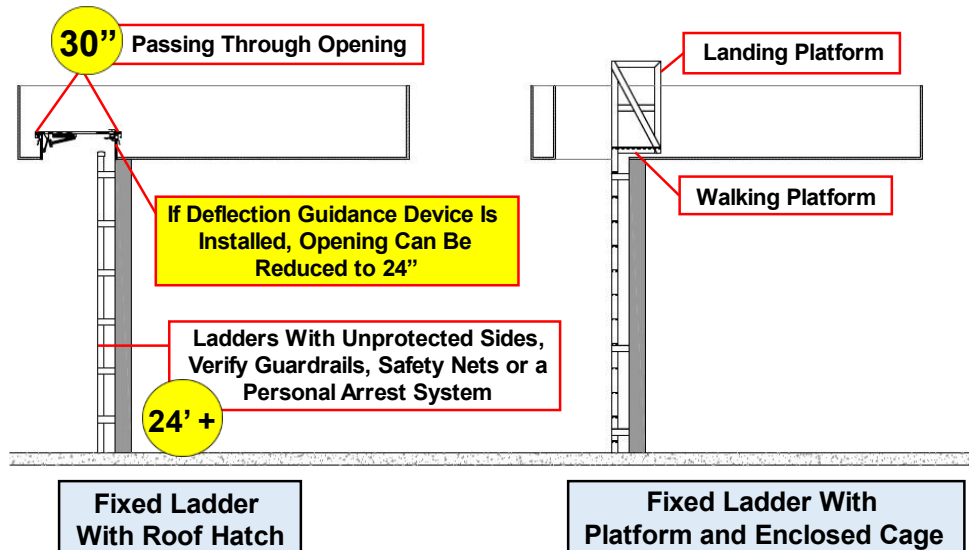 30” Passing Through Opening
Landing Platform
Walking Platform
If Deflection Guidance Device Is
Installed, Opening Can Be
Reduced to 24”
Ladders With Unprotected Sides,
Verify Guardrails, Safety Nets or a
Personal Arrest System
24’ +
Fixed Ladder
With Roof Hatch
Fixed Ladder With
Platform and Enclosed Cage